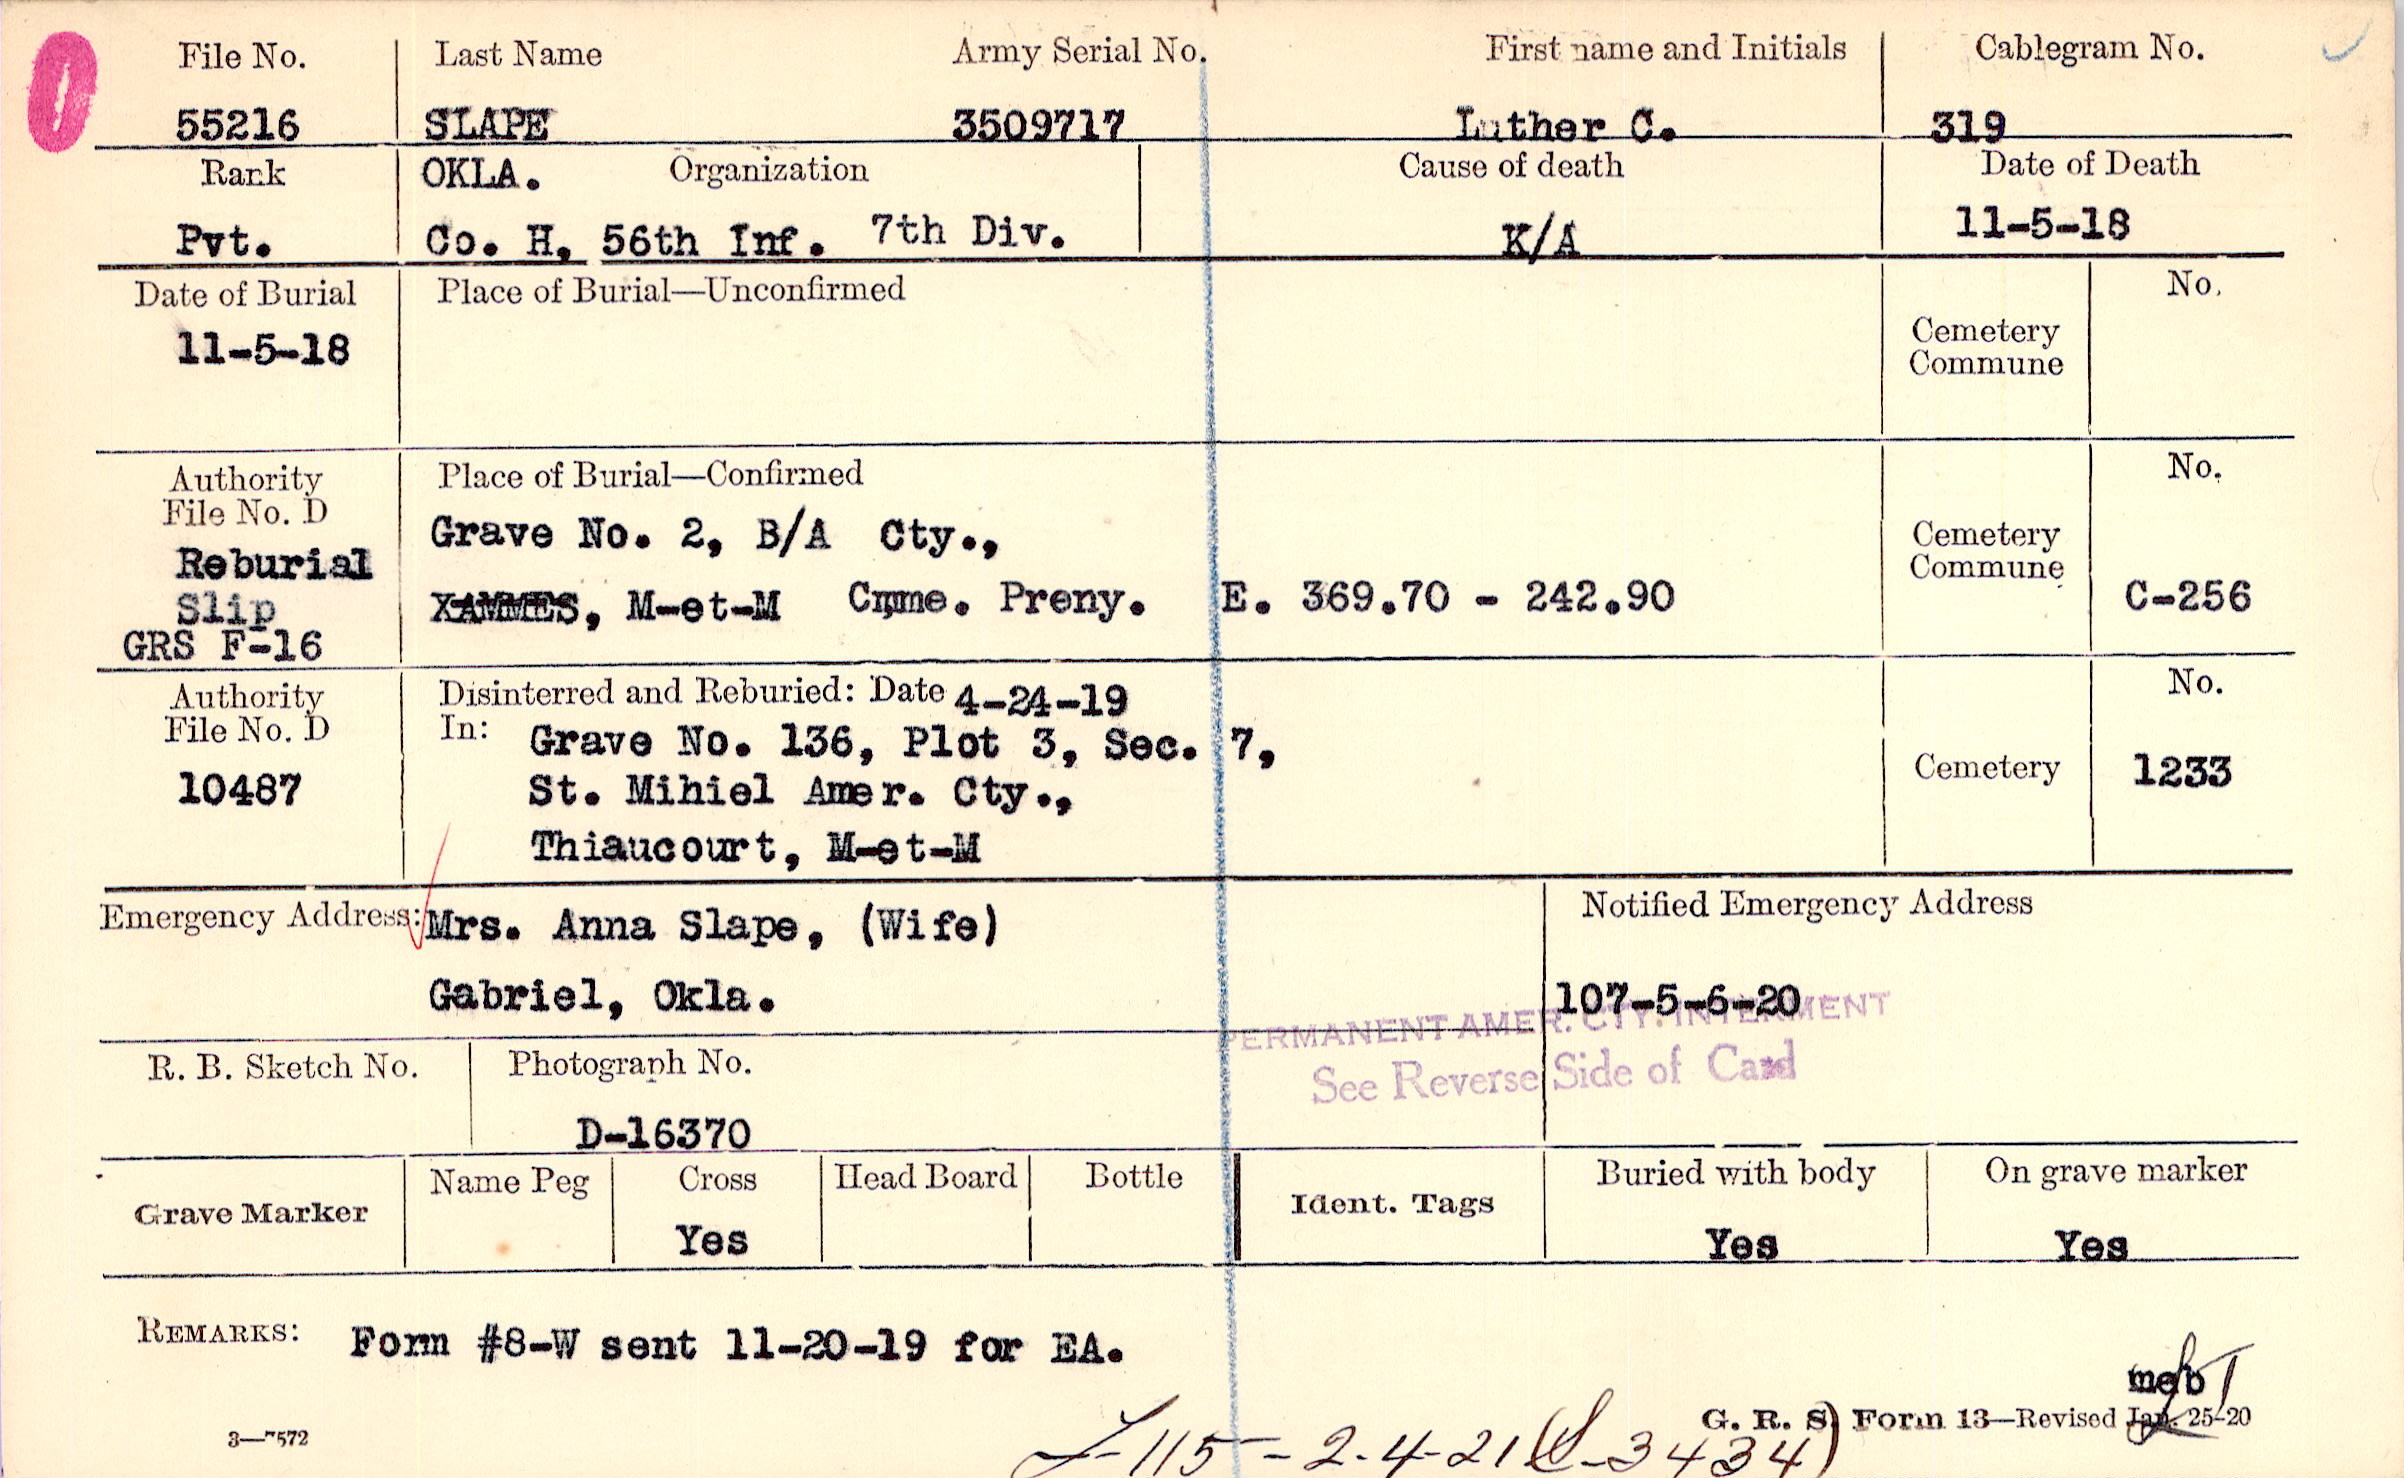 File No. Last Name Army Serial No. First name and Initials Cablegram No.
55216 SLAPE 3509717 Luther C. 319
Rank OKLA. Organization Cause of death Date of Death
Pvt. Co. H, 56th Inf. 7th Div. K/A 11-5-18
Date of Burial Place of Burial—Unconfirmed No.
11-5-18
Cemetery
Commune
Authority Place of Burial—Confirmed No.
File No. D
Reburial Grave No. 2, B/A Cty., Cemetery
Commune
Slip XAMMES, M-et-M Cmme. Preny. E. 369.70 - 242.90 C-256
GRS F-16
Authority Disinterred and Reburied: Date 4-24-19 No.
File No. D In: Grave No. 136, Plot 3, Sec. 7,
10487 St. Mihiel Amer. Cty., Cemetery 1233
Thiaucourt, M-et-M
Emergency Address: Mrs. Anna Slape, (Wife) Notified Emergency Address
Gabriel, Okla. 107-5-6-20
PERMANENT AMER. CTY. INTERMENT
See Reverse Side of Card
R. B. Sketch No. Photograph No.
D-16370
Grave Marker Name Peg Cross Head Board Bottle Ident. Tags Buried with body On grave marker
Yes Yes Yes
REMARKS: Form #8-W sent 11-20-19 for EA.
meb
G. R. S. Form 13—Revised Jan. 25-20
3—7572
115-2-4-21 (S-3434)